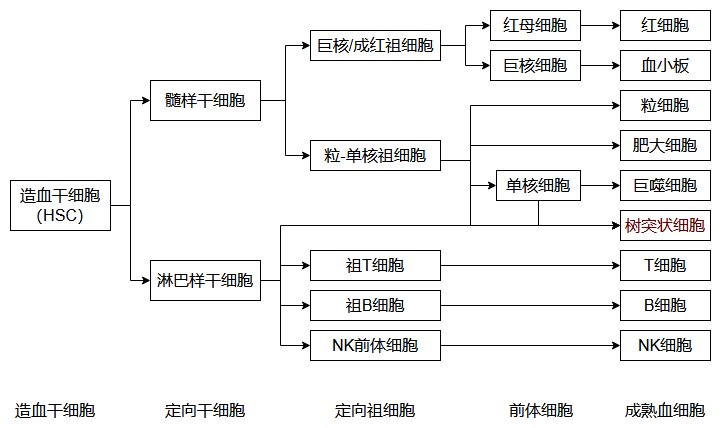 红母细胞
红细胞
巨核/成红祖细胞
巨核细胞
血小板
髓样干细胞
粒细胞
粒-单核祖细胞
肥大细胞
单核细胞
巨噬细胞
造血干细胞
（HSC）
树突状细胞
淋巴样干细胞
祖T细胞
T细胞
祖B细胞
B细胞
NK前体细胞
NK细胞
造血干细胞
定向干细胞
定向祖细胞
前体细胞
成熟血细胞